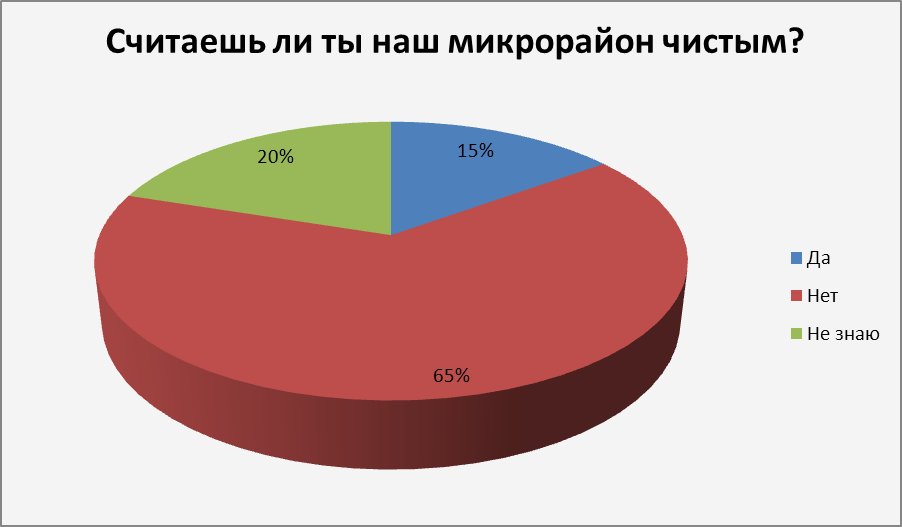 Считаешь ли ты наш микрорайон чистым?
20%
15%
65%
Да
Нет
Не знаю